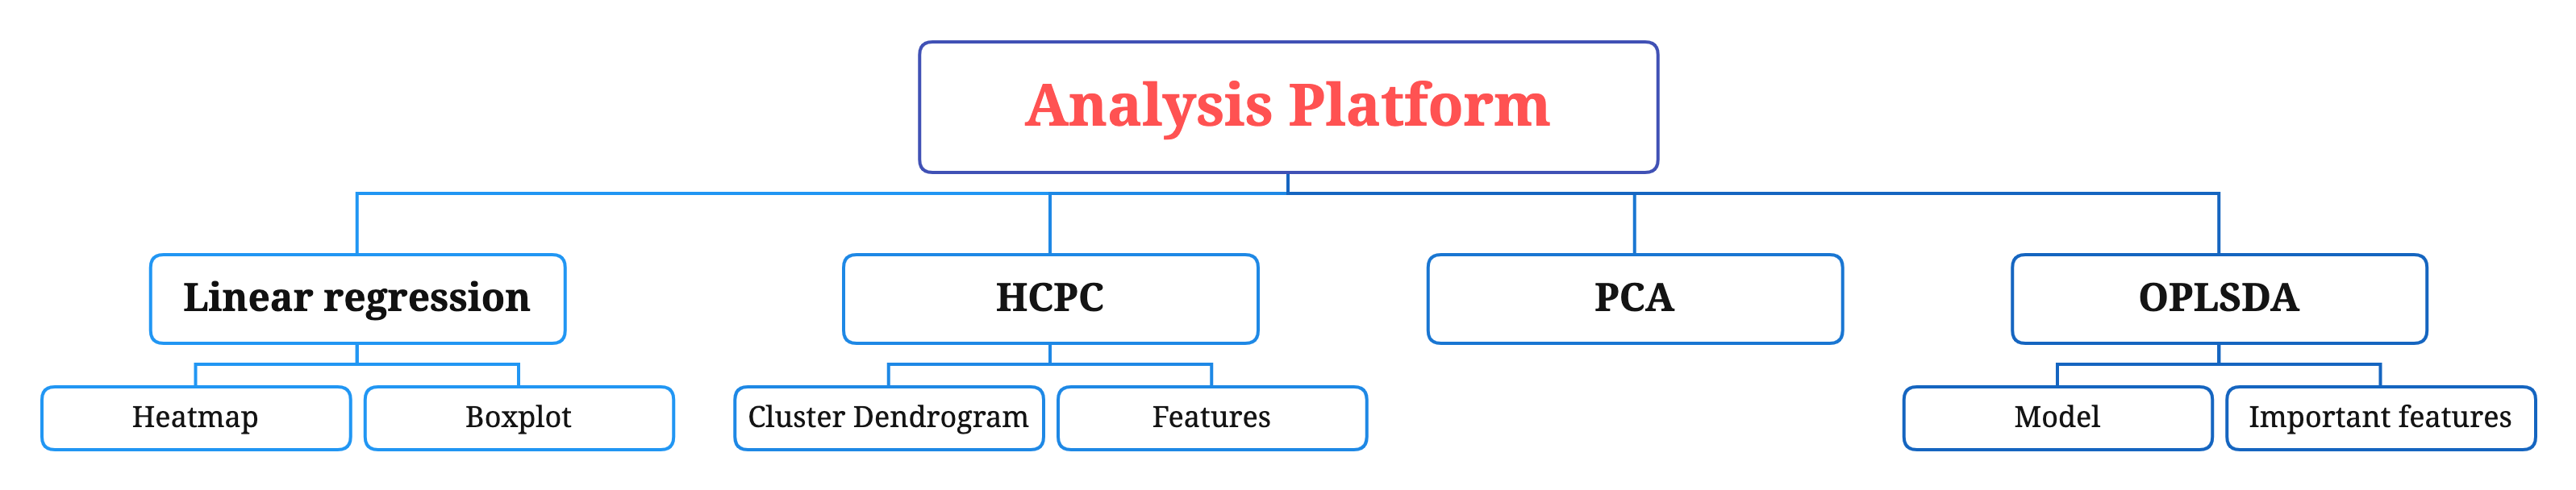 Analysis Platform
Linear regression
HCPC
PCA
OPLSDA
Heatmap
Boxplot
Cluster Dendrogram
Features
Model
Important features